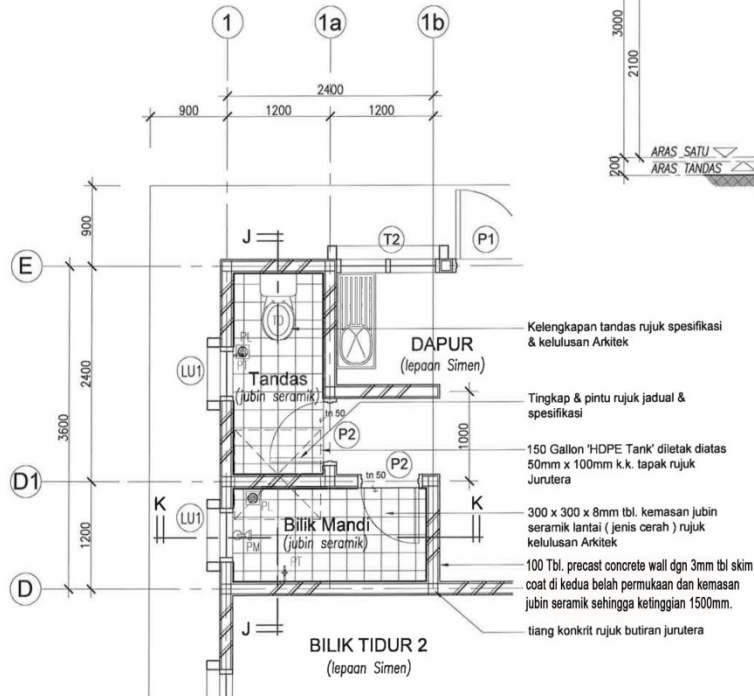 1
1a
1b
2400
900
1200
1200
3000
2100
ARAS SATU
200
ARAS TANDAS
900
J
T2
P1
E
TD
DAPUR
(lepaan Simen)
Kelengkapan tandas rujuk spesifikasi
& kelulusan Arkitek
PL
PT
LU1
Tandas
(jubin seramik)
2400
3600
Tingkap & pintu rujuk jadual &
spesifikasi
tn 50
P2
1000
150 Gallon 'HDPE Tank' diletak diatas
50mm x 100mm k.k. tapak rujuk
Jurutera
D1
tn 50
P2
K
K
LU1
PL
Bilik Mandi
(jubin seramik)
PM
PT
1200
300 x 300 x 8mm tbl. kemasan jubin
seramik lantai ( jenis cerah ) rujuk
kelulusan Arkitek
100 Tbl. precast concrete wall dgn 3mm tbl skim
coat di kedua belah permukaan dan kemasan
jubin seramik sehingga ketinggian 1500mm.
D
J
BILIK TIDUR 2
(lepaan Simen)
tiang konkrit rujuk butiran jurutera